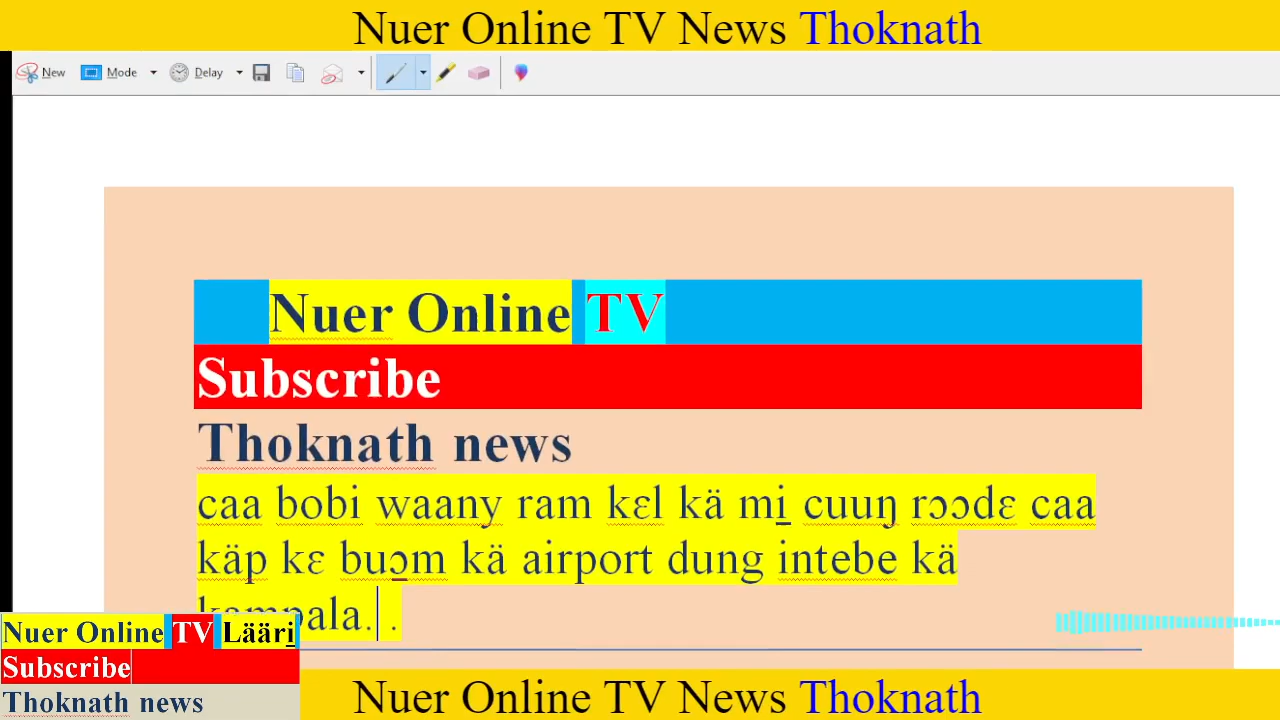 Nuer Online TV News Thoknath
New Mode Delay
Nuer Online TV
Subscribe
Thoknath news
caa bobi waany ram kɛl kä mi̱ cuuŋ rɔɔdɛ caa
käp kɛ buɔ̱m kä airport dung intebe kä
kampala. .
Nuer Online TV Lääri̱
Subscribe
Thoknath news
Nuer Online TV News Thoknath